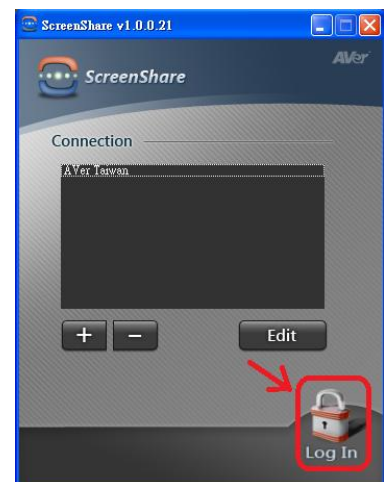 ScreenShare v1.0.0.21
AVer
ScreenShare
Connection
AVer Taiwan
+ −
Edit
Log In